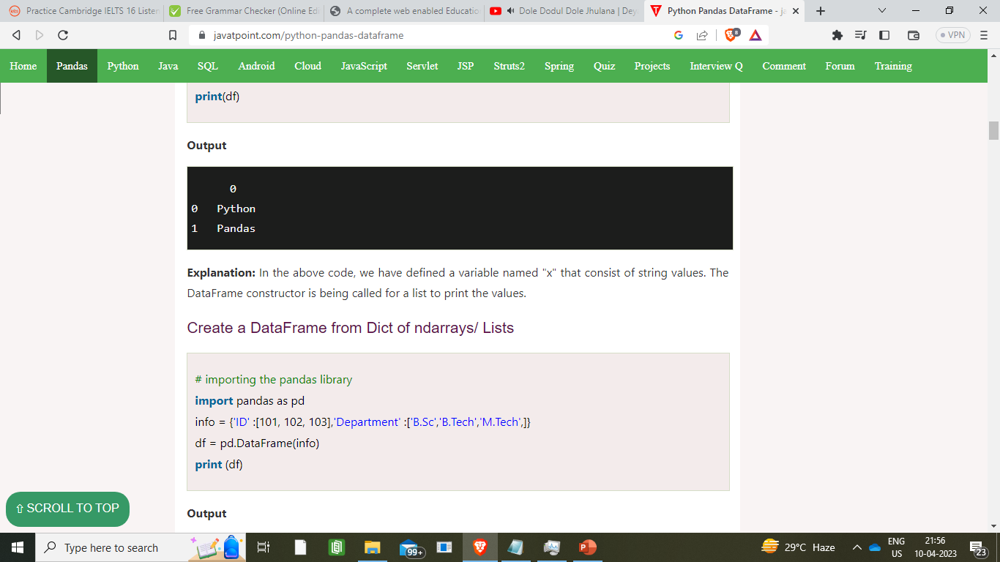 Practice Cambridge IELTS 16 Listen
Free Grammar Checker (Online Edi
A complete web enabled Educatio
Dole Dodul Dole Jhulana | Dey
Python Pandas DataFrame - ja
javatpoint.com/python-pandas-dataframe
8
VPN
Home Pandas Python Java SQL Android Cloud JavaScript Servlet JSP Struts2 Spring Quiz Projects Interview Q Comment Forum Training
print(df)
Output
0
0 Python
1 Pandas
Explanation: In the above code, we have defined a variable named "x" that consist of string values. The
DataFrame constructor is being called for a list to print the values.
Create a DataFrame from Dict of ndarrays/ Lists
# importing the pandas library
import pandas as pd
info = {'ID' :[101, 102, 103],'Department' :['B.Sc','B.Tech','M.Tech',]}
df = pd.DataFrame(info)
print (df)
⇧ SCROLL TO TOP
Output
Type here to search
99+
29°C Haze
ENG
US
21:56
10-04-2023
23